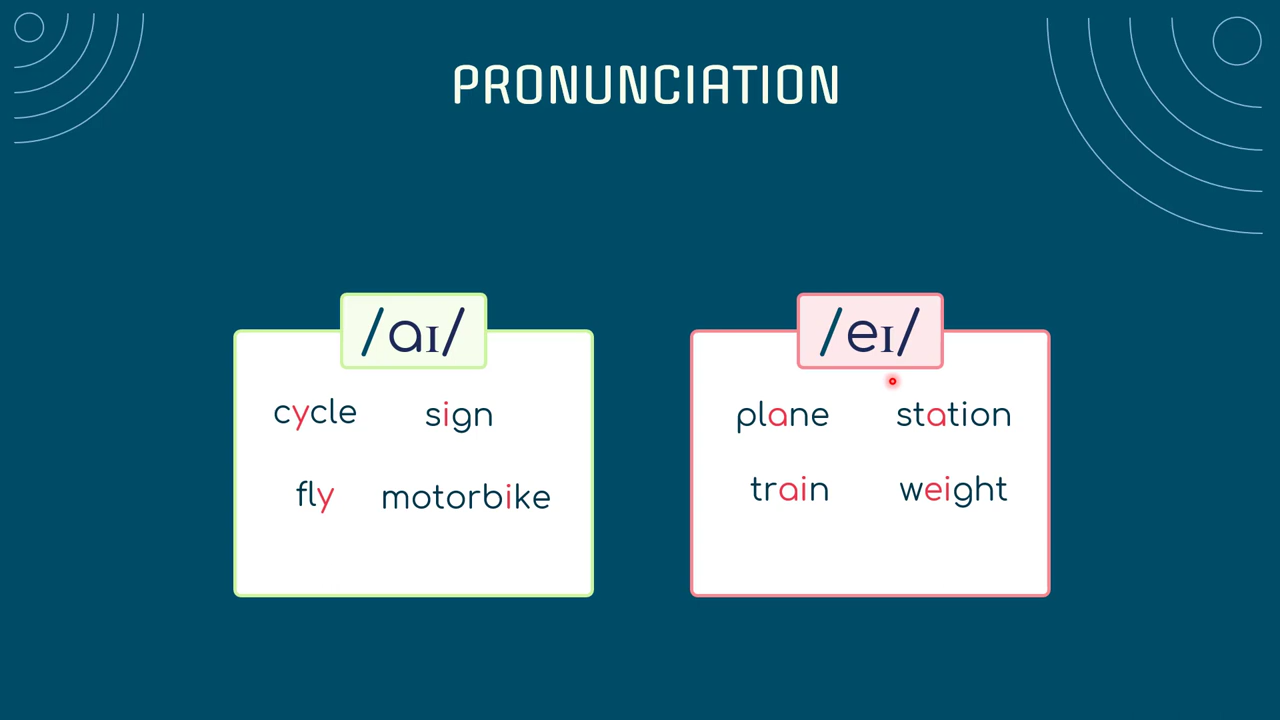 PRONUNCIATION
/aɪ/
cycle sign
fly motorbike
/eɪ/
plane station
train weight